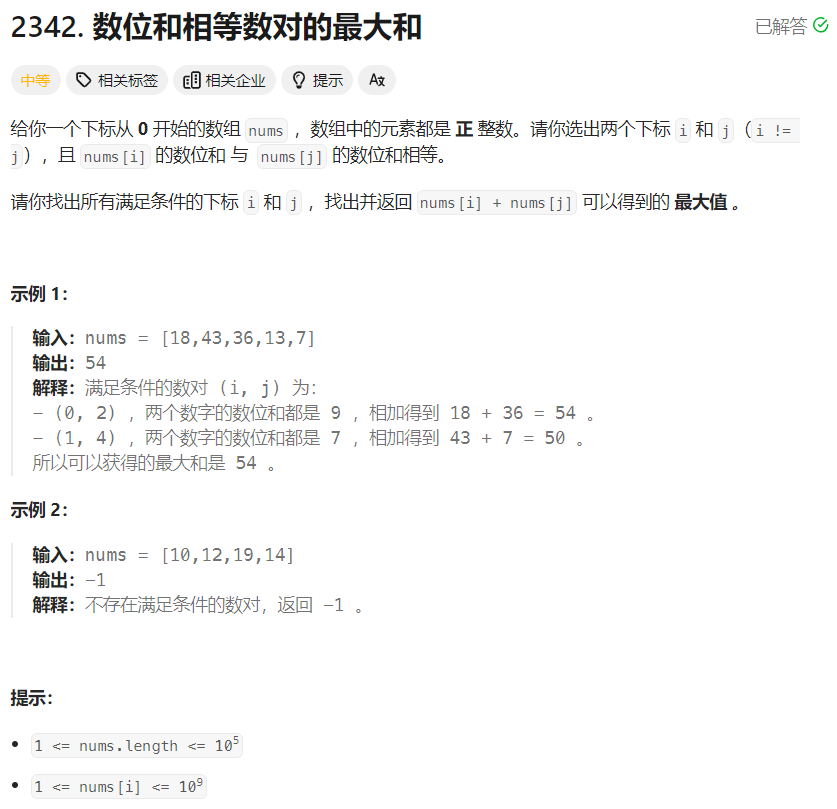 2342. 数位和相等数对的最大和
已解答
中等 相关标签 相关企业 提示 Ax
给你一个下标从 0 开始的数组 nums ，数组中的元素都是 正 整数。请你选出两个下标 i 和 j （i !=
j），且 nums[i] 的数位和 与 nums[j] 的数位和相等。
请你找出所有满足条件的下标 i 和 j ，找出并返回 nums[i] + nums[j] 可以得到的 最大值 。
示例 1：
输入：nums = [18,43,36,13,7]
输出：54
解释：满足条件的数对 (i, j) 为：
- (0, 2) ，两个数字的数位和都是 9 ，相加得到 18 + 36 = 54 。
- (1, 4) ，两个数字的数位和都是 7 ，相加得到 43 + 7 = 50 。
所以可以获得的最大和是 54 。
示例 2：
输入：nums = [10,12,19,14]
输出：-1
解释：不存在满足条件的数对，返回 -1 。
提示：
• 1 <= nums.length <= 10⁵
• 1 <= nums[i] <= 10⁹